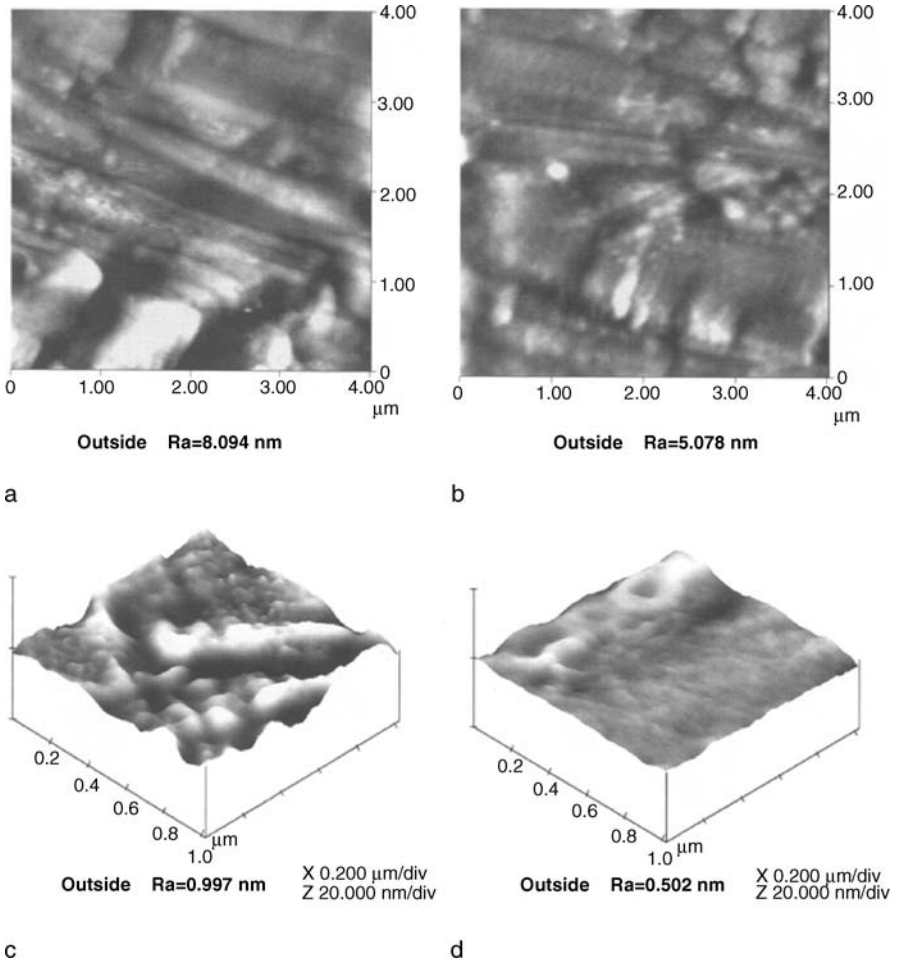 4.00
3.00
2.00
1.00
0
0 1.00 2.00 3.00 4.00
μm
Outside Ra=8.094 nm
a
4.00
3.00
2.00
1.00
0
0 1.00 2.00 3.00 4.00
μm
Outside Ra=5.078 nm
b
0.2
0.4
0.6
0.8
1.0
μm
X 0.200 μm/div
Z 20.000 nm/div
Outside Ra=0.997 nm
c
0.2
0.4
0.6
0.8
1.0
μm
X 0.200 μm/div
Z 20.000 nm/div
Outside Ra=0.502 nm
d